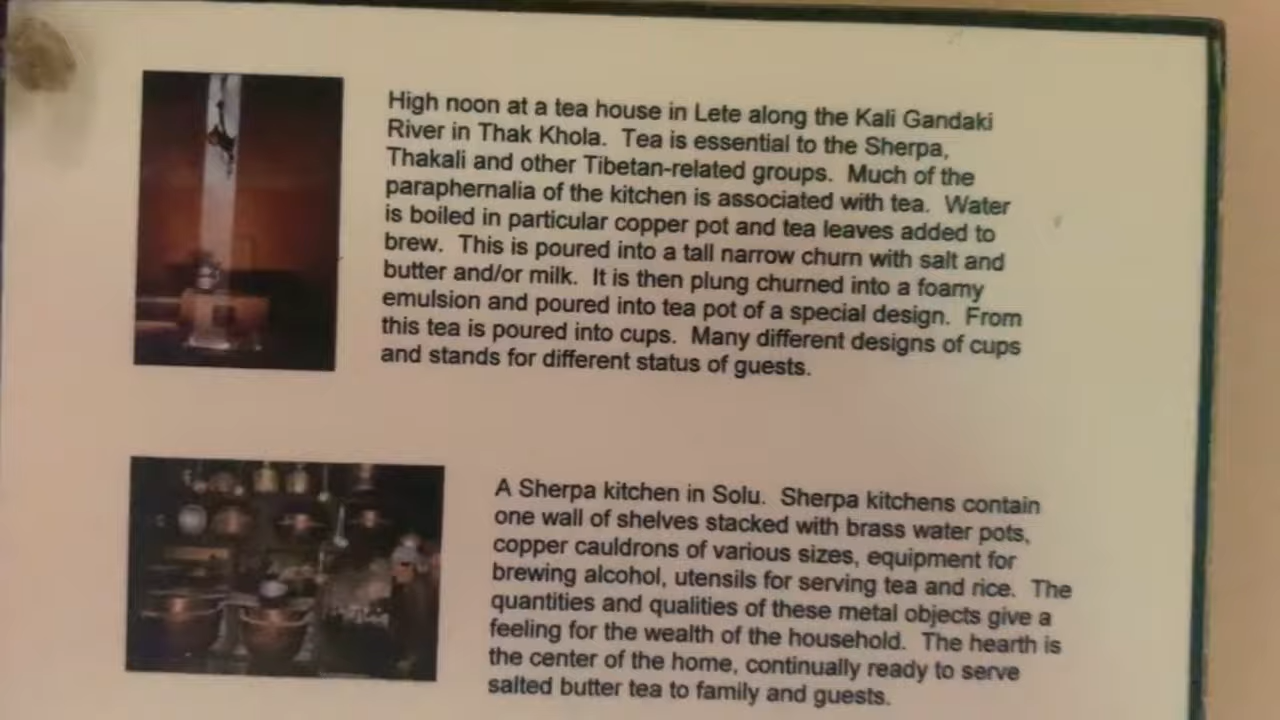 High noon at a tea house in Lete along the Kali Gandaki
River in Thak Khola. Tea is essential to the Sherpa,
Thakali and other Tibetan-related groups. Much of the
paraphernalia of the kitchen is associated with tea. Water
is boiled in particular copper pot and tea leaves added to
brew. This is poured into a tall narrow churn with salt and
butter and/or milk. It is then plung churned into a foamy
emulsion and poured into tea pot of a special design. From
this tea is poured into cups. Many different designs of cups
and stands for different status of guests.
A Sherpa kitchen in Solu. Sherpa kitchens contain
one wall of shelves stacked with brass water pots,
copper cauldrons of various sizes, equipment for
brewing alcohol, utensils for serving tea and rice. The
quantities and qualities of these metal objects give a
feeling for the wealth of the household. The hearth is
the center of the home, continually ready to serve
salted butter tea to family and guests.